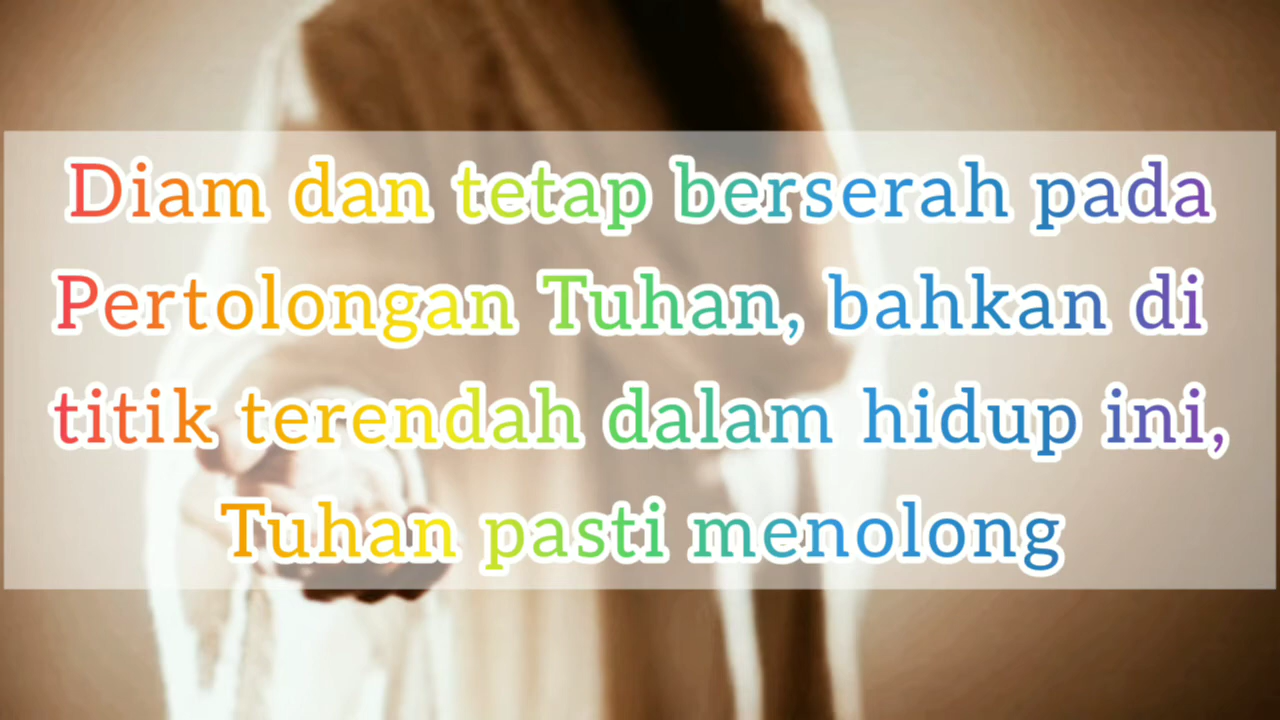 Diam dan tetap berserah pada
Pertolongan Tuhan, bahkan di
titik terendah dalam hidup ini,
Tuhan pasti menolong